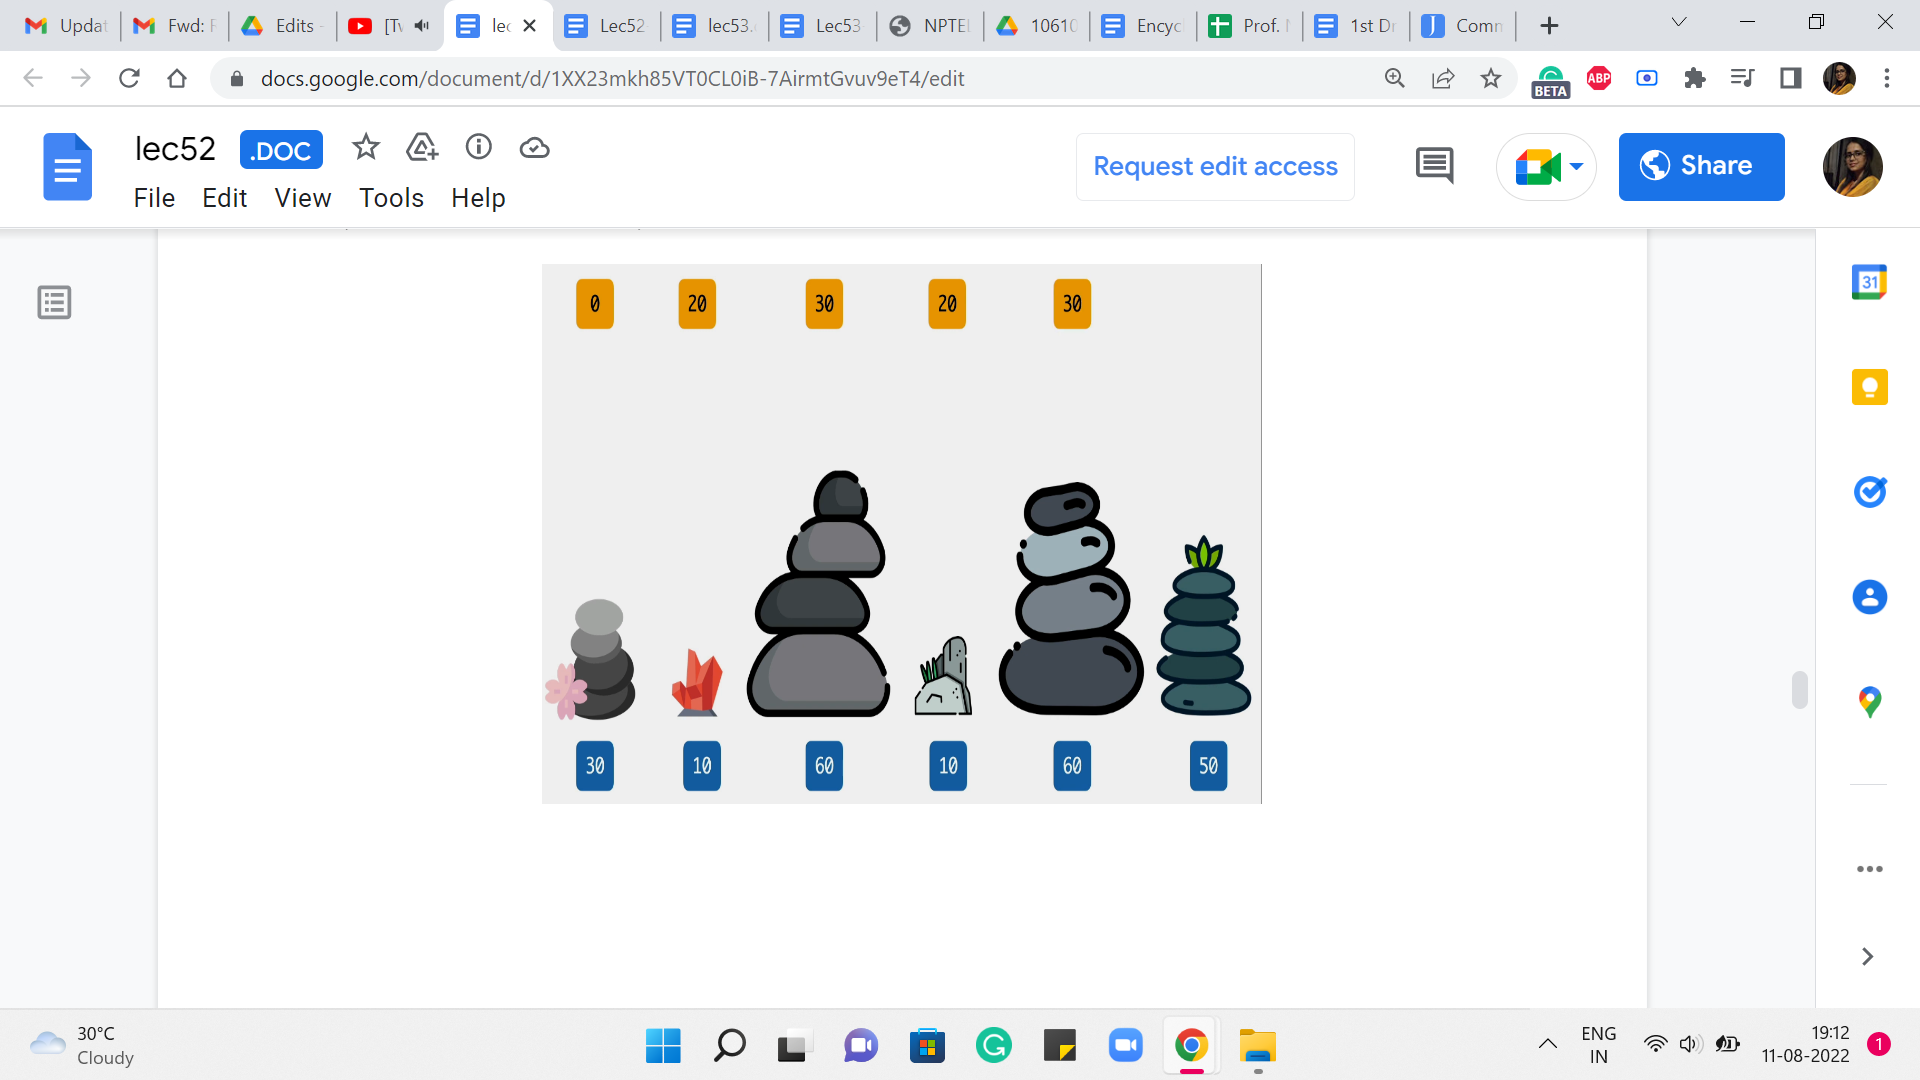 Updat
Fwd: F
Edits -
[Tv
lec
Lec52
lec53.
Lec53
NPTEL
10610
Encyc
Prof. 
1st Dr
Comm
docs.google.com/document/d/1XX23mkh85VT0CL0iB-7AirmtGvuv9eT4/edit
BETA
ABP
lec52 .DOC
File Edit View Tools Help
Request edit access
Share
31
0 20 30 20 30
30 10 60 10 60 50
30°C
Cloudy
ENG
IN
19:12
11-08-2022
1